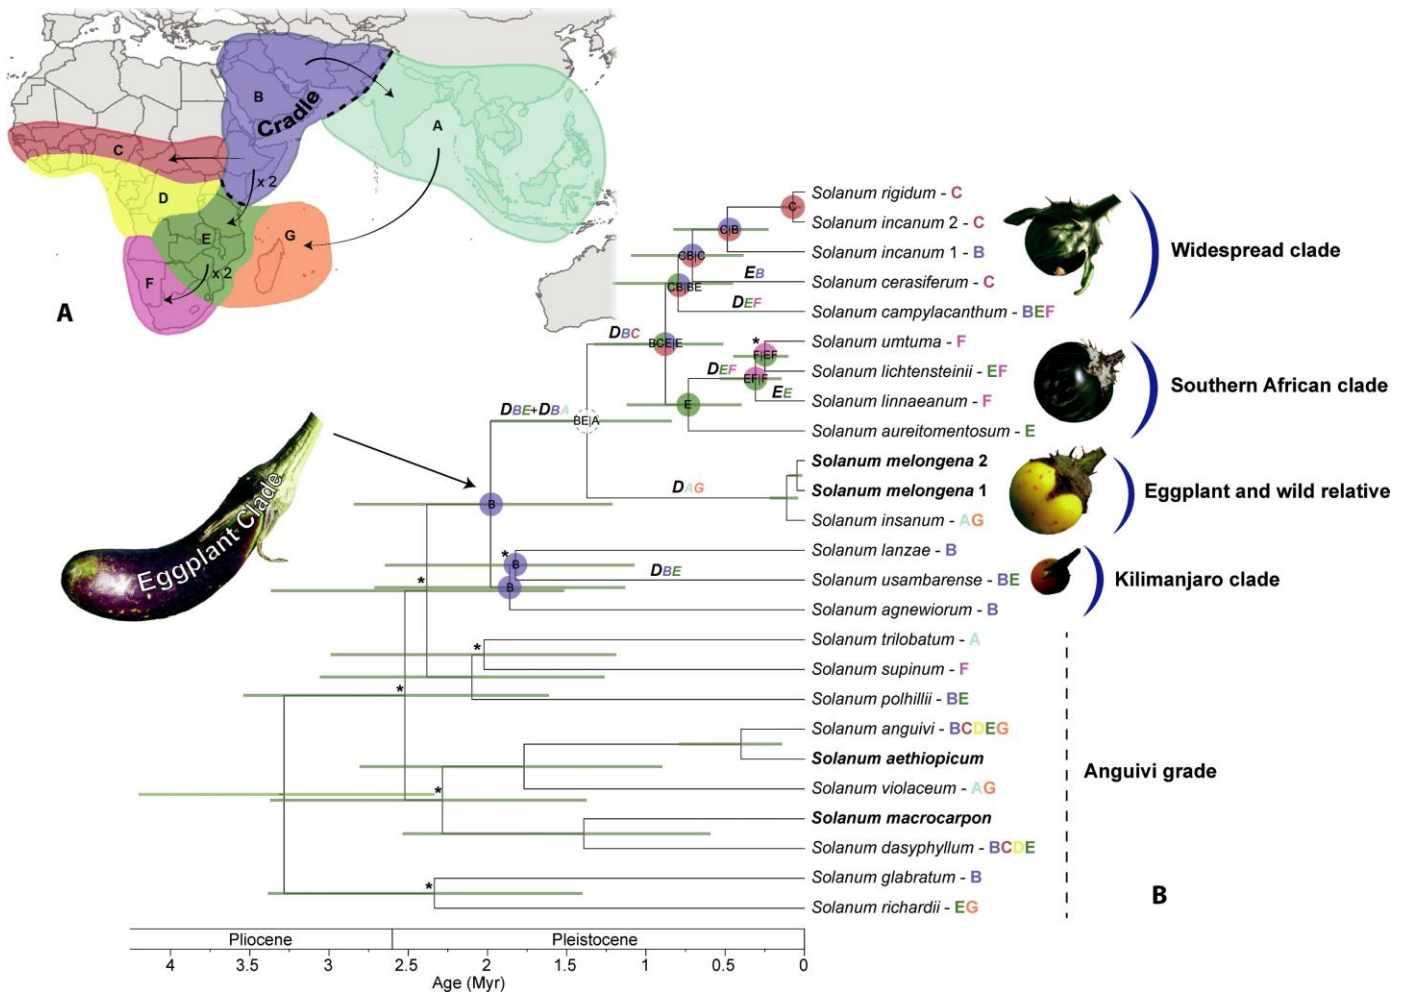 B
Cradle
A
C
x 2
D
E
G
x 2
F
A
Solanum rigidum - C
Solanum incanum 2 - C
Solanum incanum 1 - B
Solanum cerasiferum - C
Solanum campylacanthum - BEF
Widespread clade
Solanum umtuma - F
Solanum lichtensteinii - EF
Solanum linnaeanum - F
Solanum aureitomentosum - E
Southern African clade
Solanum melongena 2
Solanum melongena 1
Solanum insanum - AG
Eggplant and wild relative
Solanum lanzae - B
Solanum usambarense - BE
Solanum agnewiorum - B
Kilimanjaro clade
Solanum trilobatum - A
Solanum supinum - F
Solanum polhillii - BE
Solanum anguivi - BCDEG
Solanum aethiopicum
Solanum violaceum - AG
Solanum macrocarpon
Solanum dasyphyllum - BCDE
Solanum glabratum - B
Solanum richardii - EG
Anguivi grade
B
C
C|B
CB|C
EB
CB|BE
DEF
DBC
BCE|E
*
F|EF
DEF
EF|F
EE
E
DBE+DBA
BE|A
DAG
B
*
B
DBE
B
*
*
*
*
*
Eggplant Clade
Pliocene
Pleistocene
4
3.5
3
2.5
2
1.5
1
0.5
0
Age (Myr)